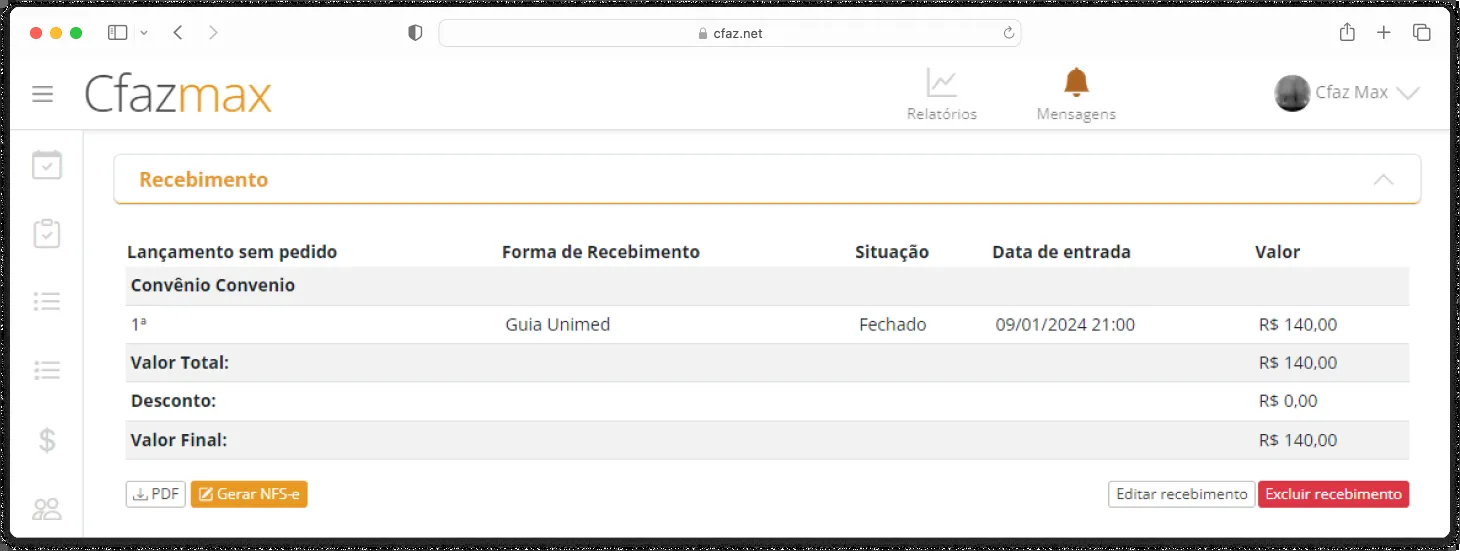 cfaz.net
Cfazmax
Relatórios
Mensagens
Cfaz Max
Recebimento
Lançamento sem pedido Forma de Recebimento Situação Data de entrada Valor
Convênio Convenio
1ª Guia Unimed Fechado 09/01/2024 21:00 R$ 140,00
Valor Total: R$ 140,00
Desconto: R$ 0,00
Valor Final: R$ 140,00
PDF Gerar NFS-e Editar recebimento Excluir recebimento